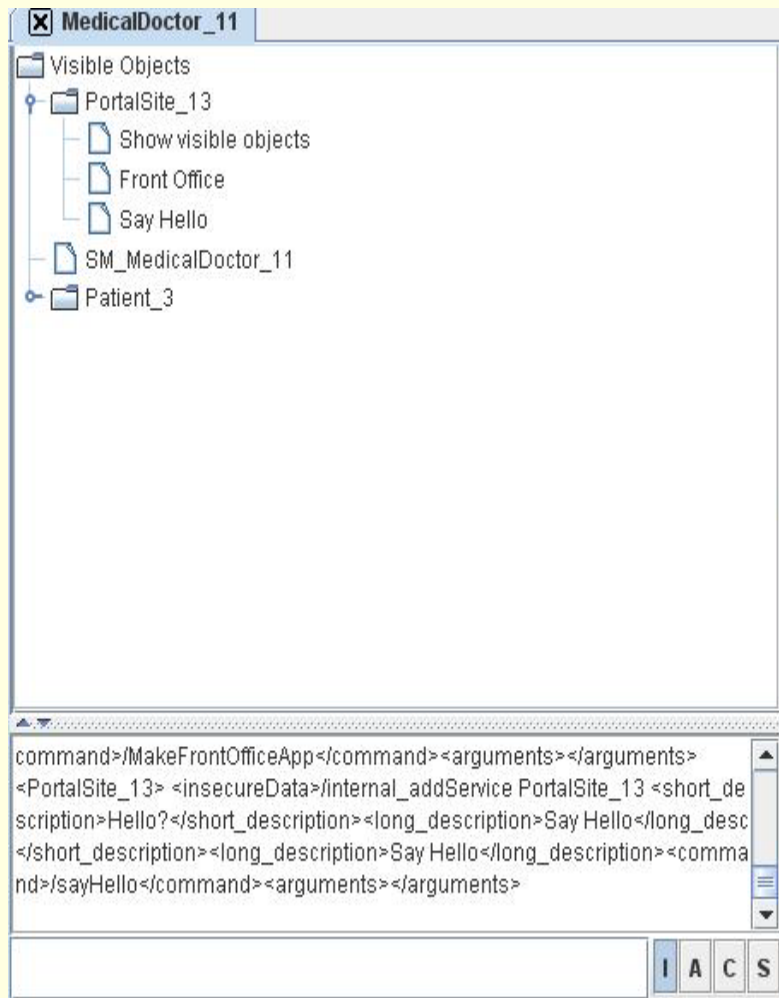 MedicalDoctor_11
Visible Objects
PortalSite_13
Show visible objects
Front Office
Say Hello
SM_MedicalDoctor_11
Patient_3
command>/MakeFrontOfficeApp</command><arguments></arguments>
<PortalSite_13> <insecureData>/internal_addService PortalSite_13 <short_de
scription>Hello?</short_description><long_description>Say Hello</long_desc
</short_description><long_description>Say Hello</long_description><comma
nd>/sayHello</command><arguments></arguments>
I A C S